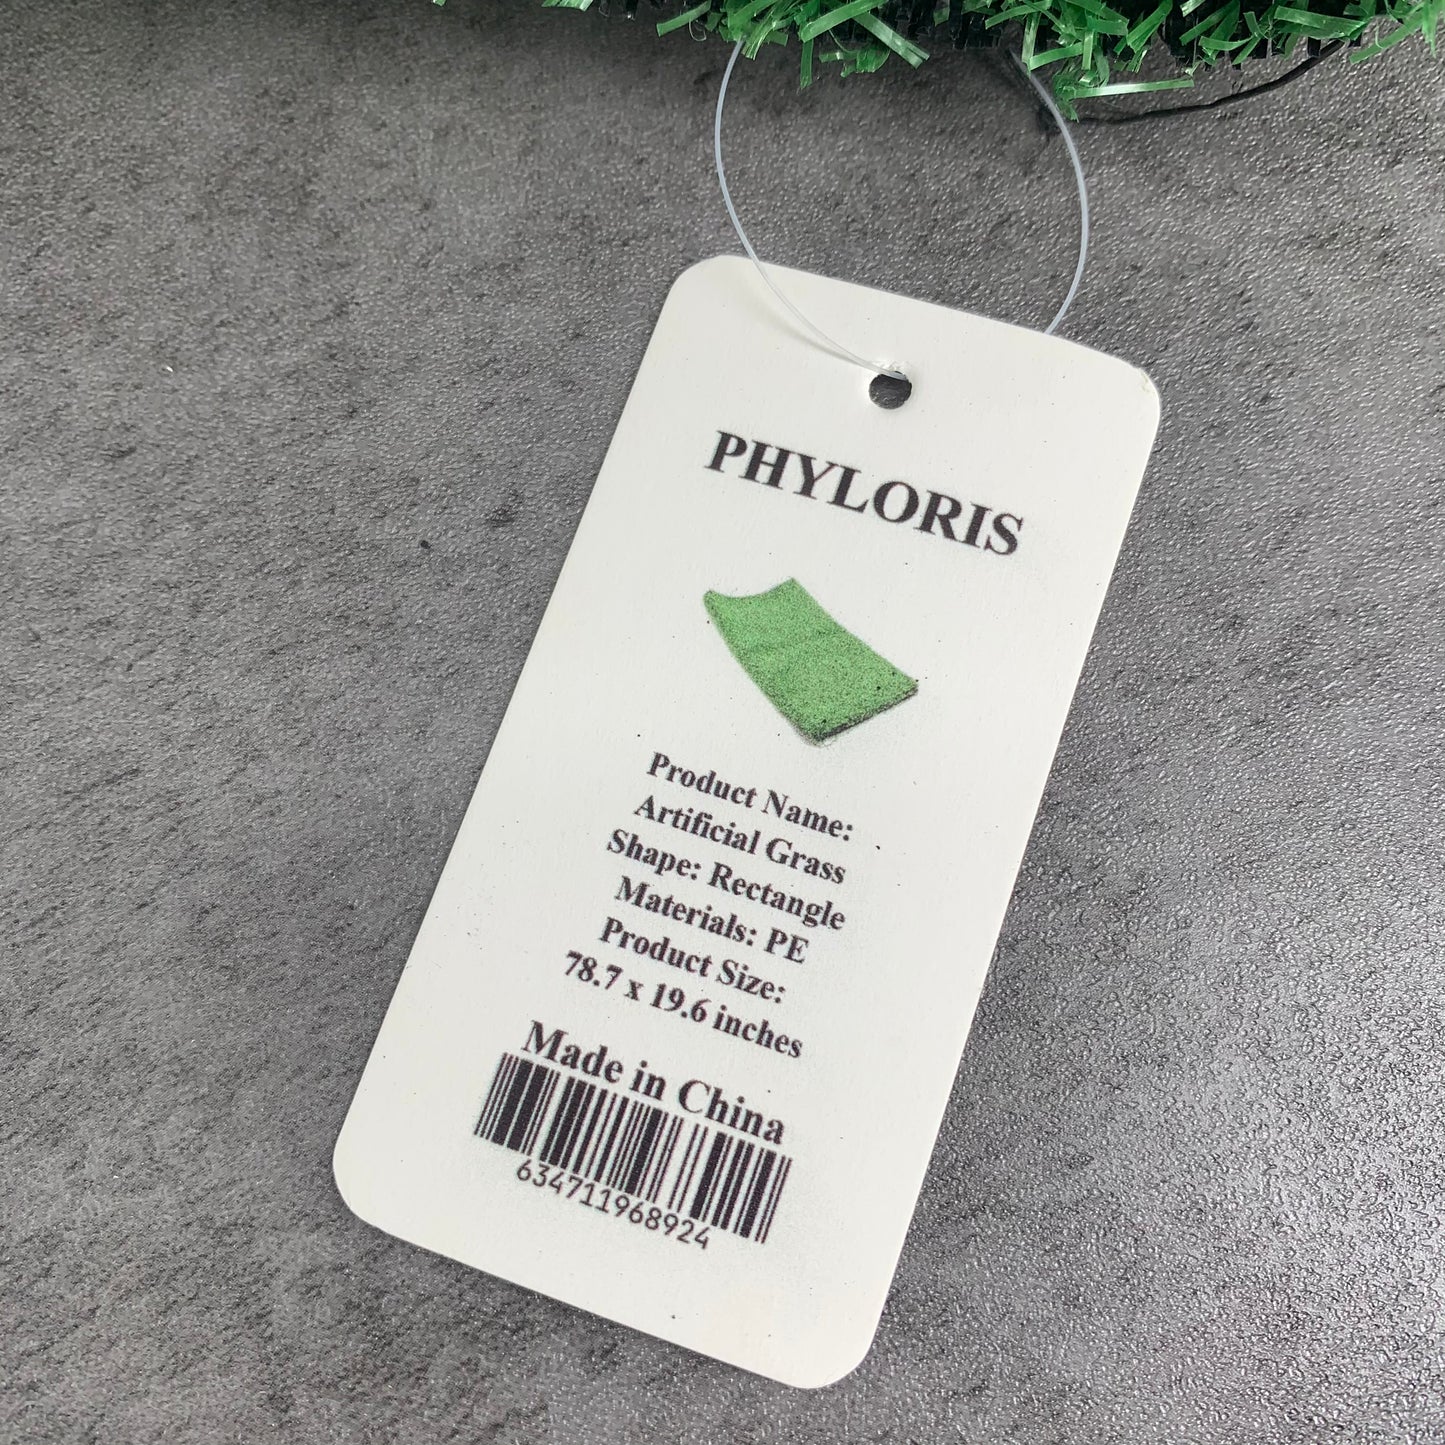 PHYLORIS
Product Name:
Artificial Grass
Shape: Rectangle
Materials: PE
Product Size:
78.7 x 19.6 inches
Made in China
634711968924